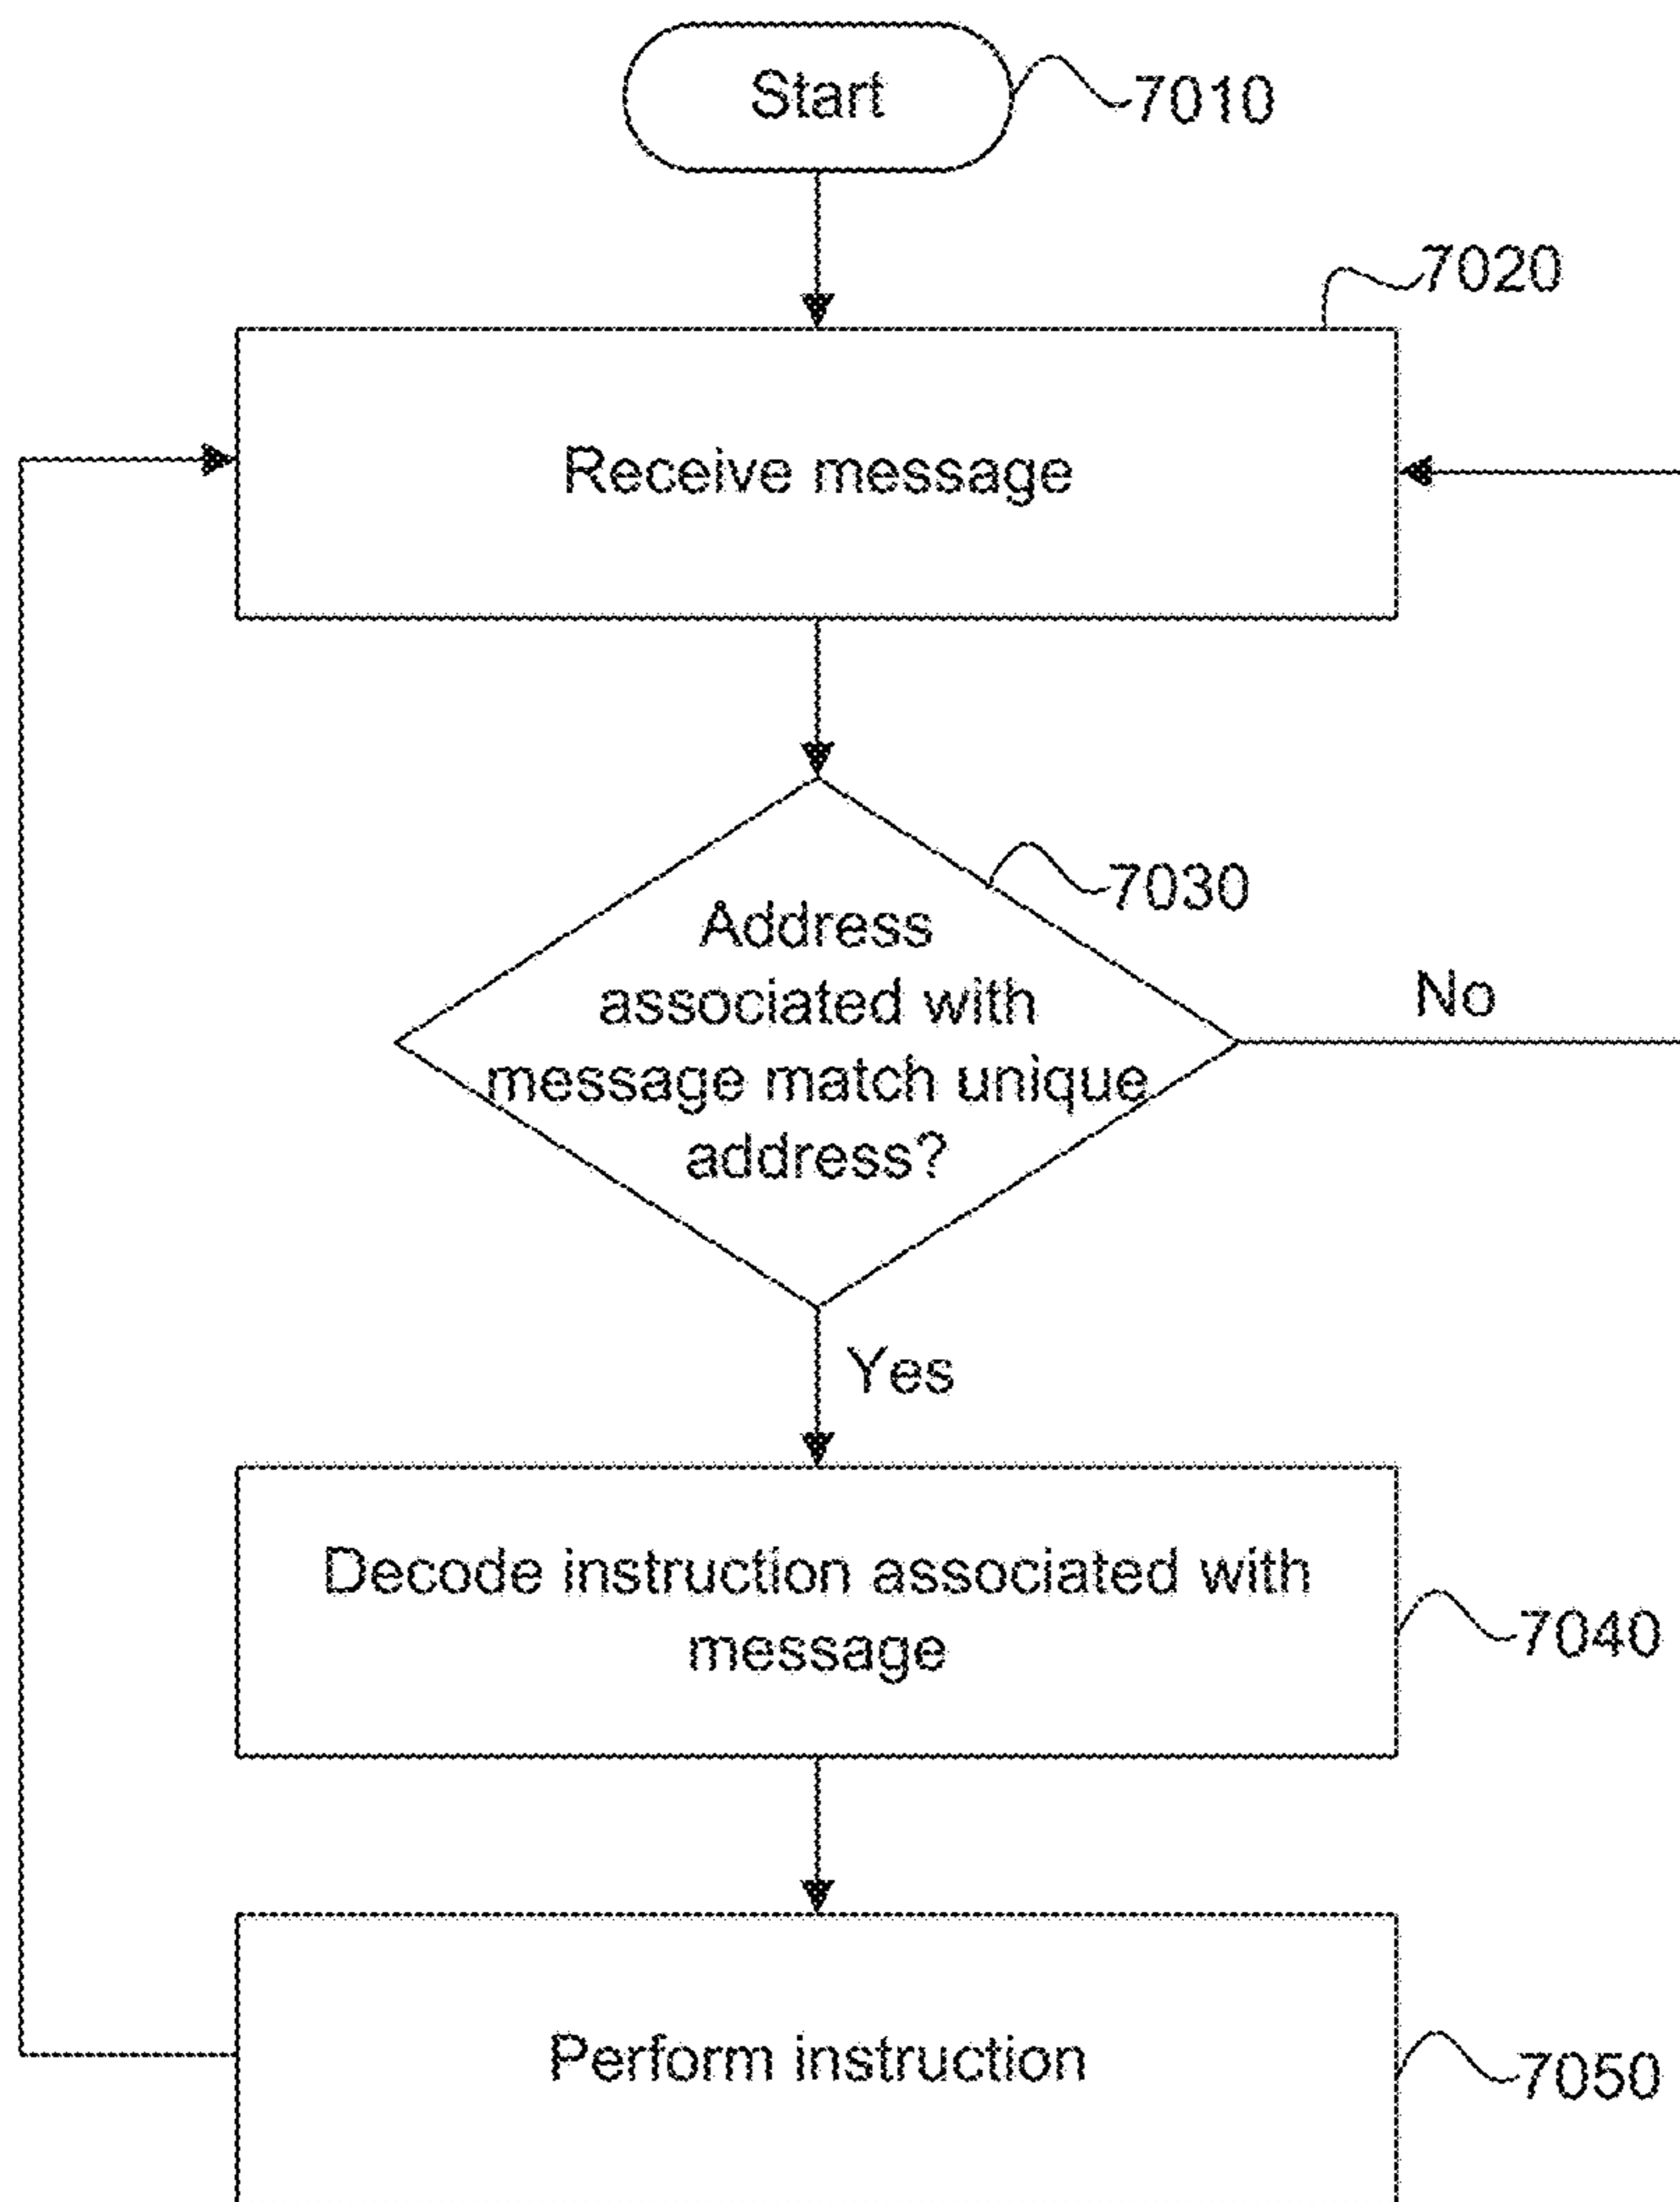 Start
7010
7020
Receive message
7030
Address
associated with
message match unique
address?
No
Yes
Decode instruction associated with
message
7040
Perform instruction
7050